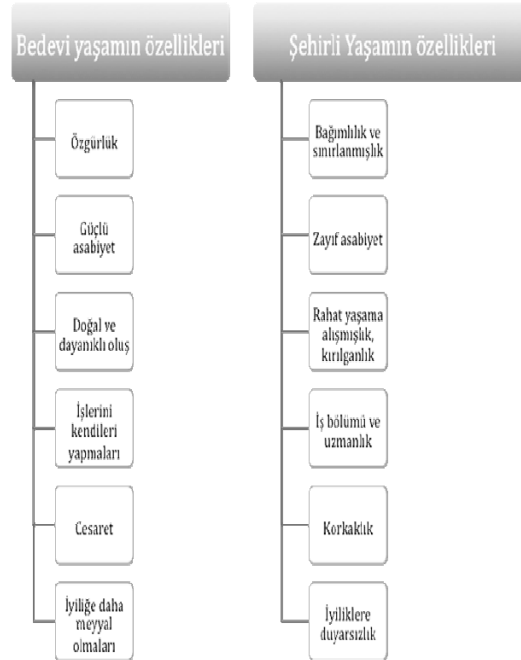 Bedevi yaşamın özellikleri
Özgürlük
Güçlü
asabiyet
Doğal ve
dayanıklı oluş
İşlerini
kendileri
yapmaları
Cesaret
İyiliğe daha
meyyal
olmaları
Şehirli Yaşamın özellikleri
Bağımlılık ve
sınırlanmışlık
Zayıf asabiyet
Rahat yaşama
alışmışlık,
kırılganlık
İş bölümü ve
uzmanlık
Korkaklık
İyiliklere
duyarsızlık